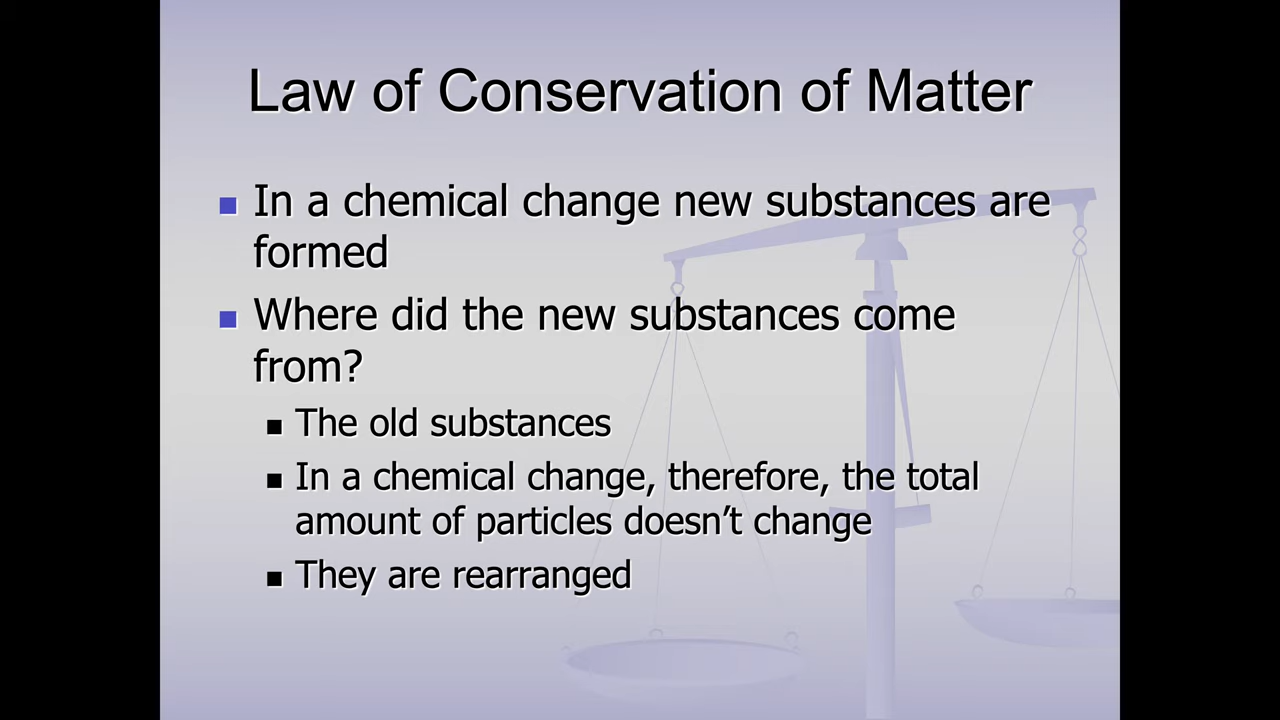 Law of Conservation of Matter
In a chemical change new substances are
formed
Where did the new substances come
from?
The old substances
In a chemical change, therefore, the total
amount of particles doesn’t change
They are rearranged